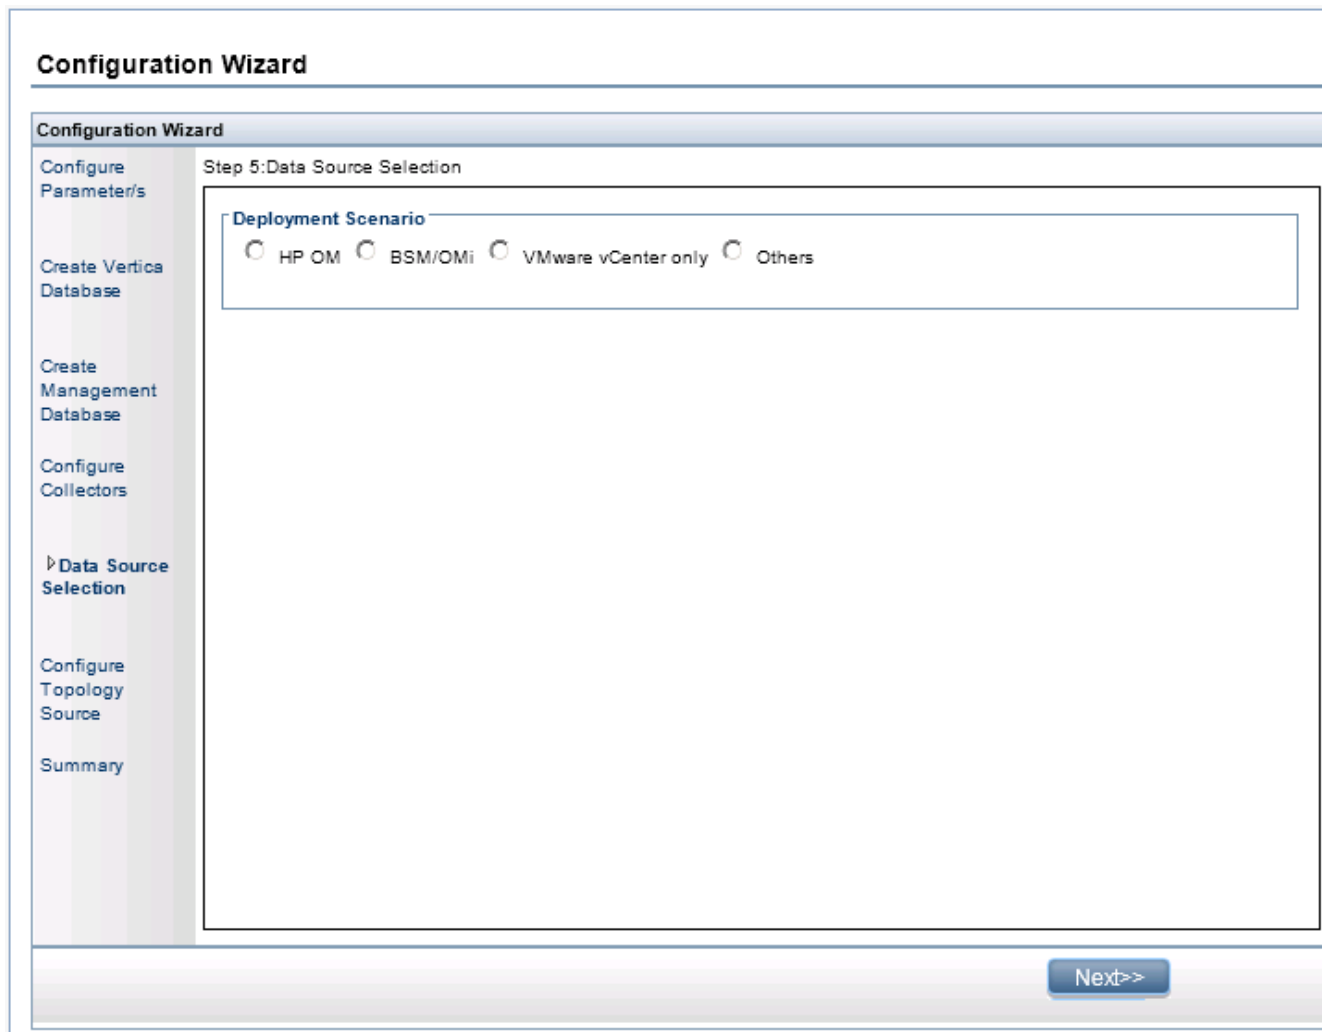 Configuration Wizard
Configuration Wizard
Configure
Parameter/s
Create Vertica
Database
Create
Management
Database
Configure
Collectors
Data Source
Selection
Configure
Topology
Source
Summary
Step 5:Data Source Selection
Deployment Scenario
HP OM BSM/OMi VMware vCenter only Others
Next>>